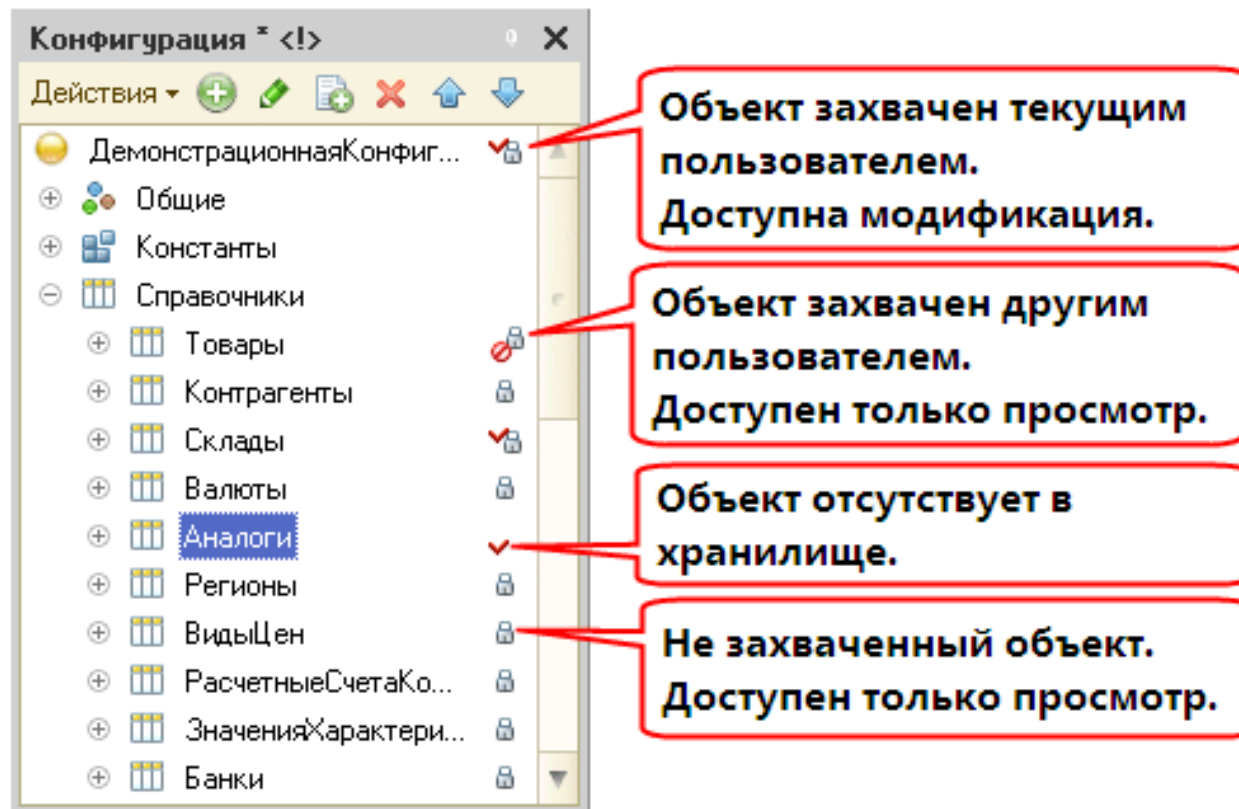 Конфигурация * <!>
Действия
ДемонстрационнаяКонфиг...
Общие
Константы
Справочники
Товары
Контрагенты
Склады
Валюты
Аналоги
Регионы
ВидыЦен
РасчетныеСчетаКо...
ЗначенияХарактери...
Банки
Объект захвачен текущим
пользователем.
Доступна модификация.
Объект захвачен другим
пользователем.
Доступен только просмотр.
Объект отсутствует в
хранилище.
Не захваченный объект.
Доступен только просмотр.